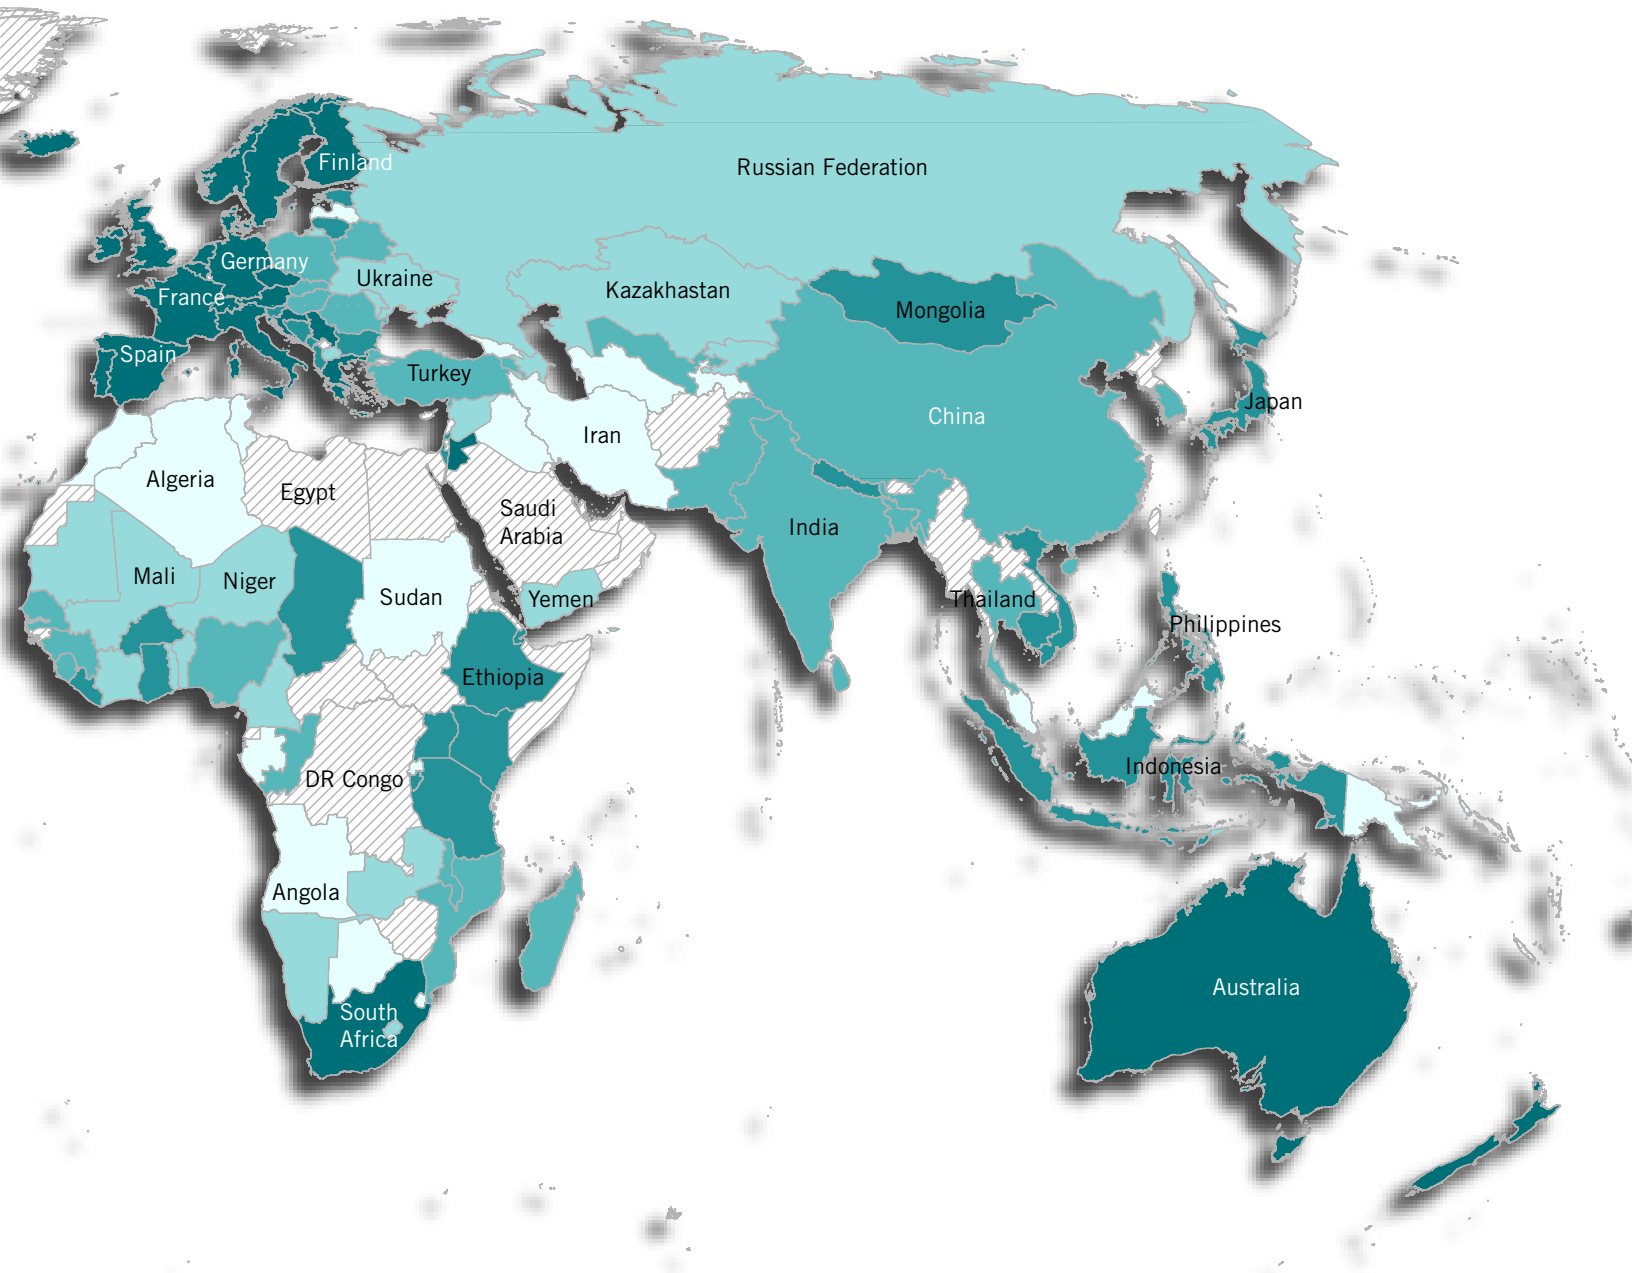 Russian Federation
Finland
Germany
Ukraine
France
Kazakhastan
Mongolia
Spain
Turkey
Japan
China
Iran
Algeria
Egypt
Saudi
Arabia
India
Mali
Niger
Sudan
Yemen
Thailand
Philippines
Ethiopia
DR Congo
Indonesia
Angola
Australia
South
Africa